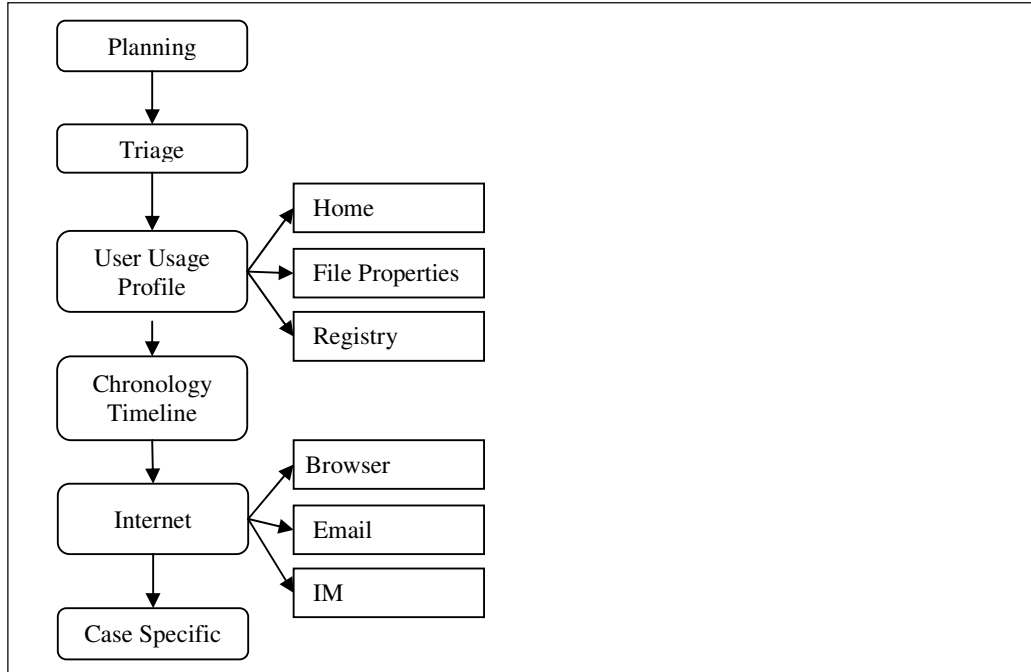 Planning
Triage
User Usage
Profile
Home
File Properties
Registry
Chronology
Timeline
Internet
Browser
Email
IM
Case Specific